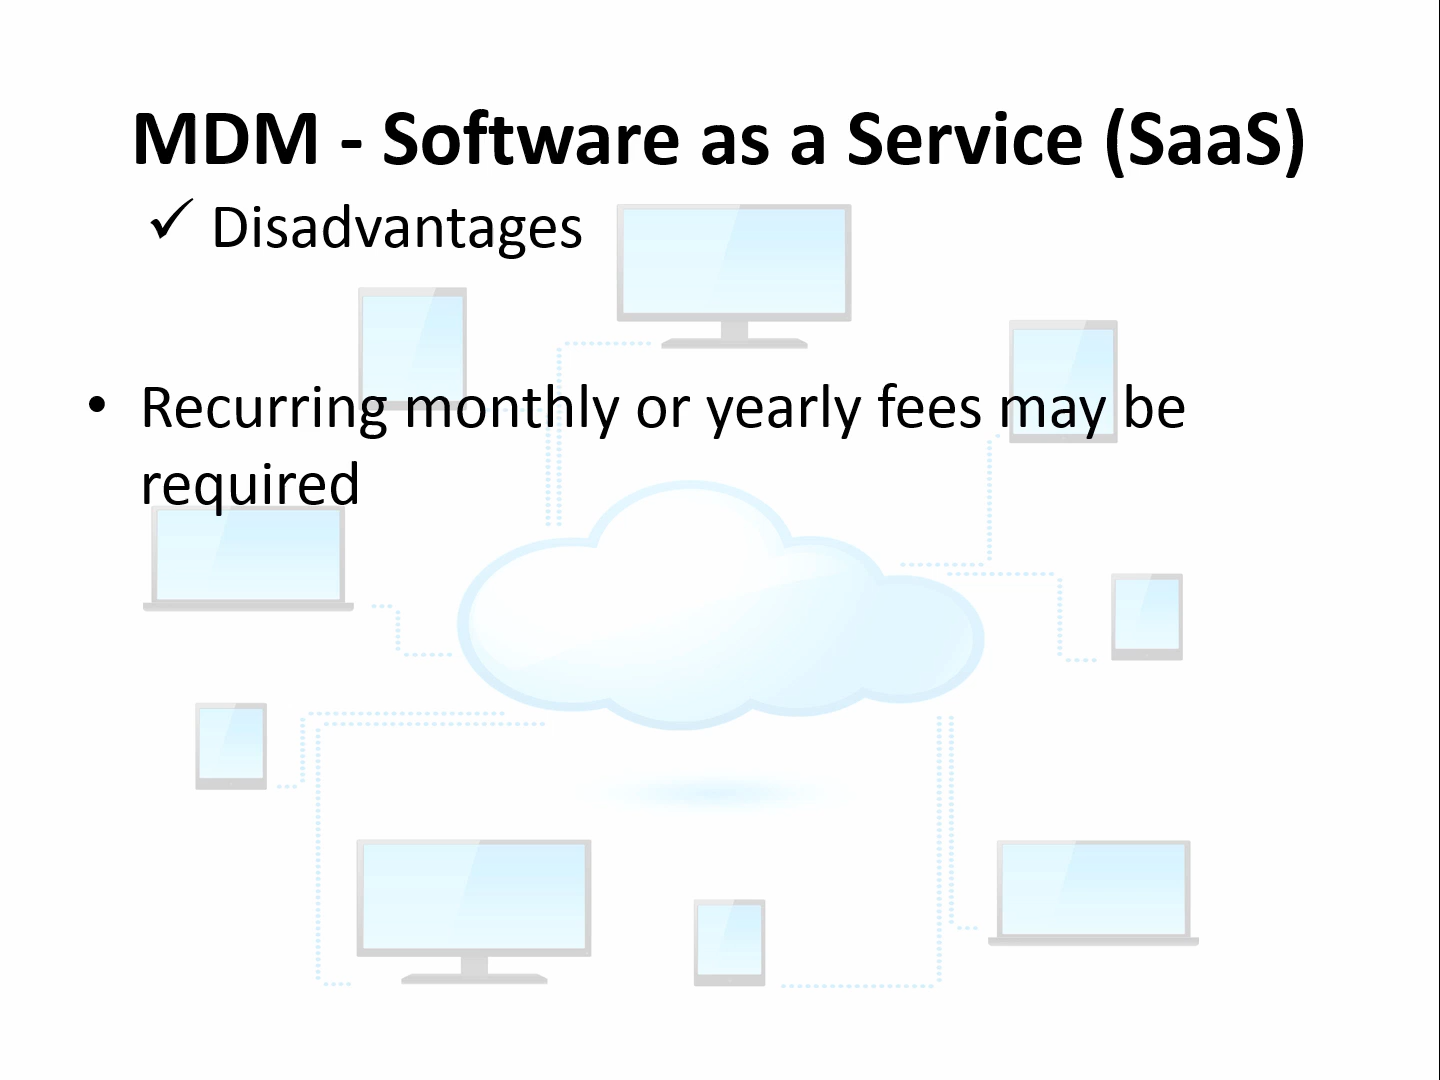 MDM - Software as a Service (SaaS)
✓ Disadvantages
• Recurring monthly or yearly fees may be
required